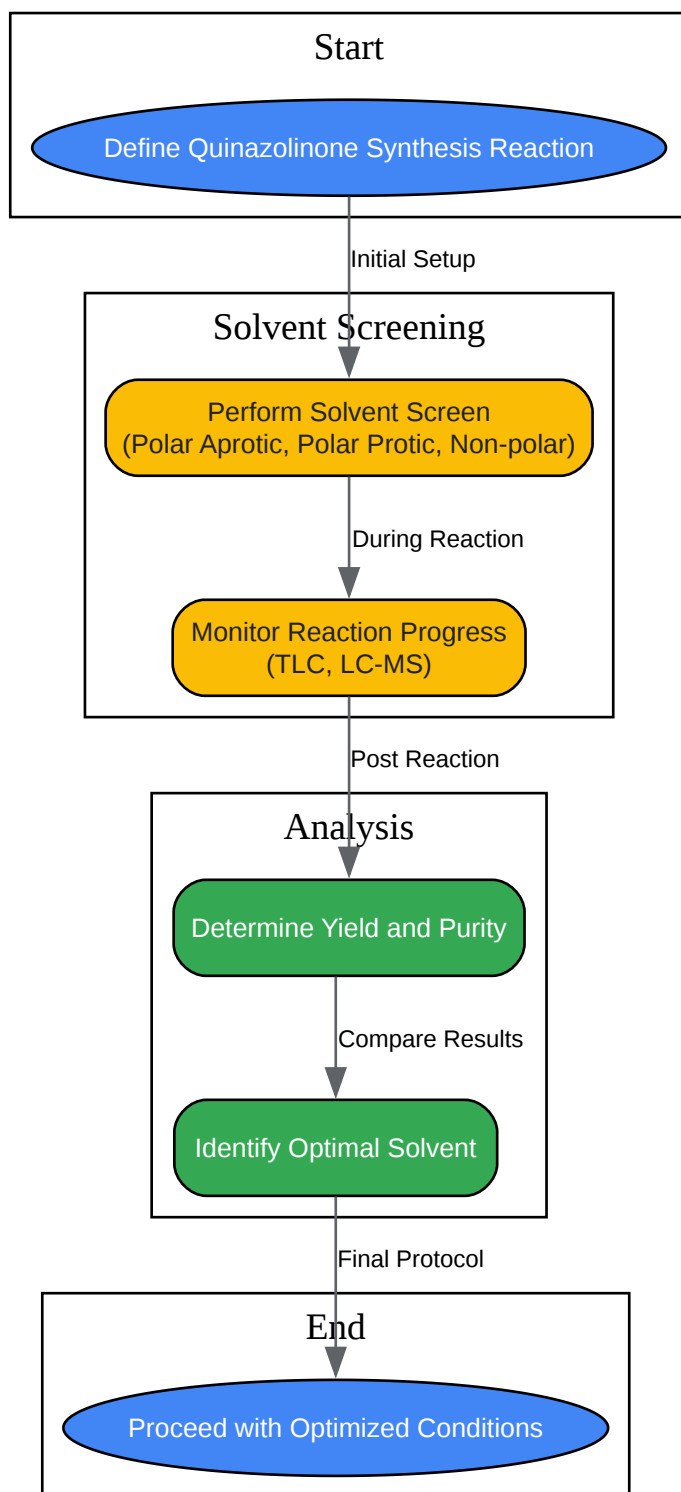 Start
Define Quinazolinone Synthesis Reaction
Initial Setup
Solvent Screening
Perform Solvent Screen
(Polar Aprotic, Polar Protic, Non-polar)
During Reaction
Monitor Reaction Progress
(TLC, LC-MS)
Post Reaction
Analysis
Determine Yield and Purity
Compare Results
Identify Optimal Solvent
Final Protocol
End
Proceed with Optimized Conditions